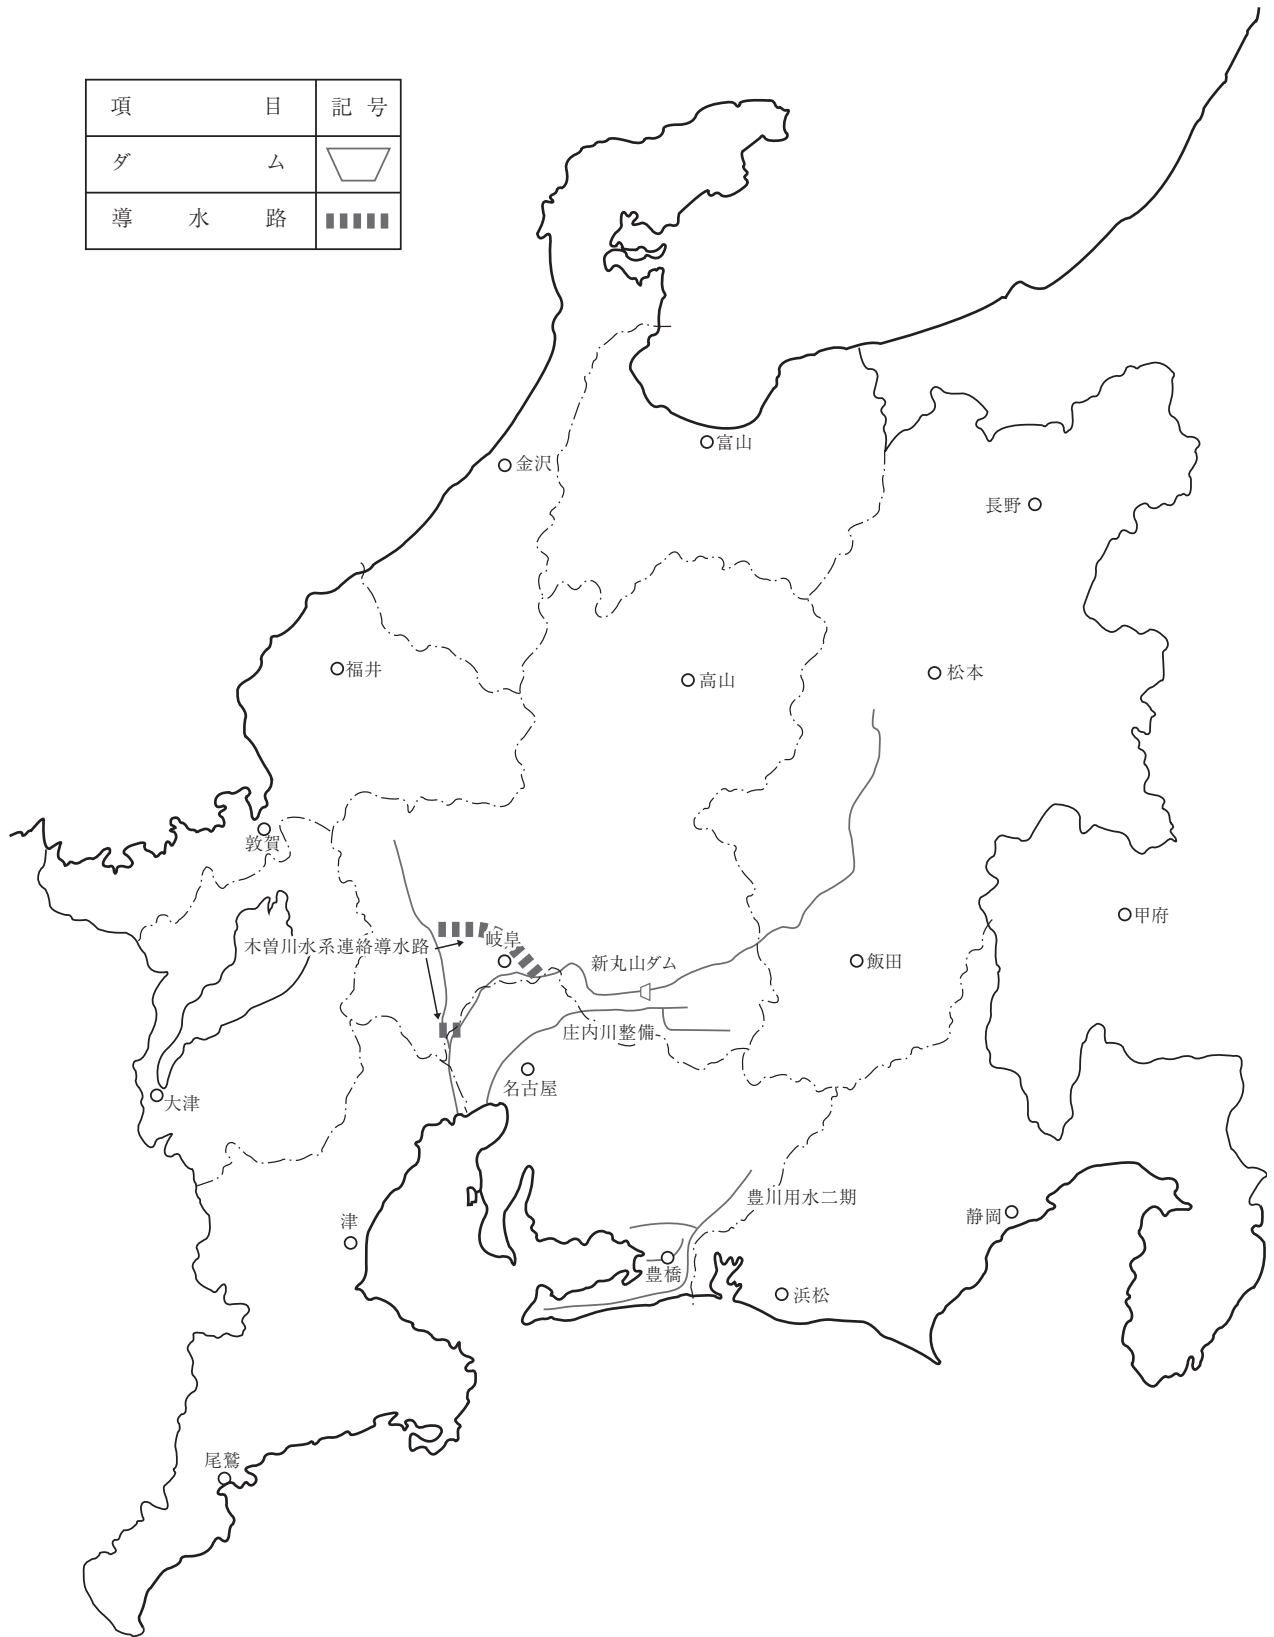 項目 記号
ダム
導水路
富山
金沢
長野
福井
高山
松本
敦賀
甲府
木曽川水系連絡導水路
岐阜
新丸山ダム
飯田
庄内川整備
名古屋
大津
豊川用水二期
津
静岡
豊橋
浜松
尾鷲